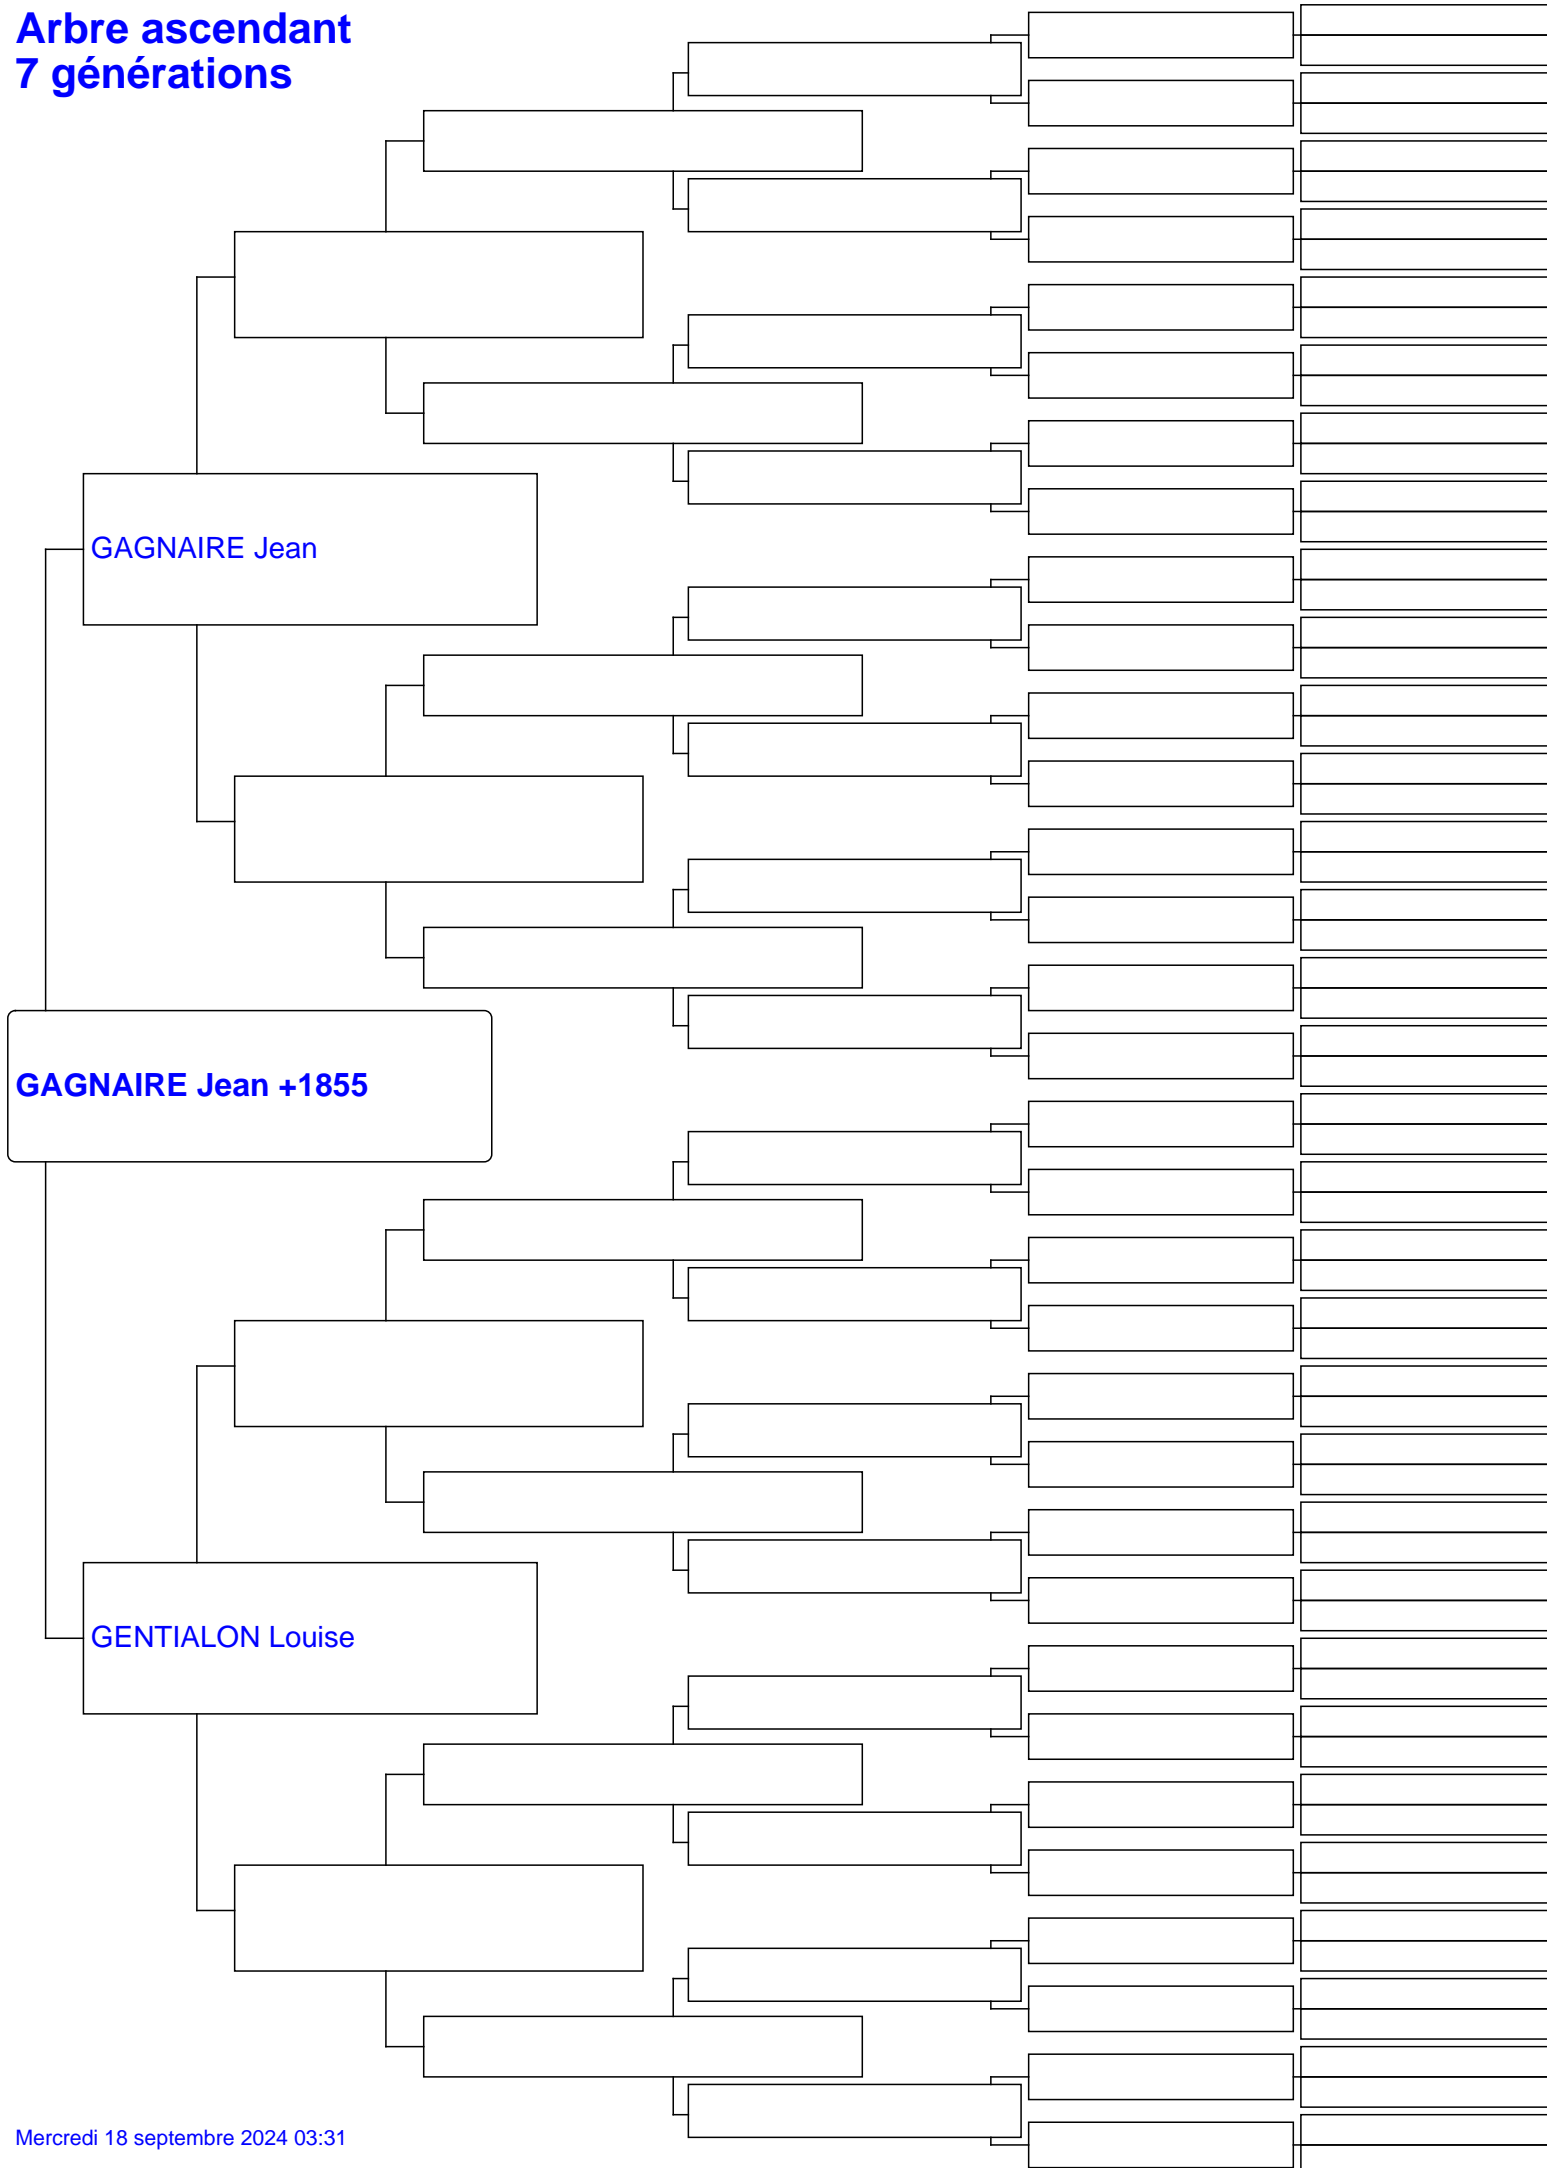 Arbre ascendant
7 générations
GAGNAIRE Jean
GAGNAIRE Jean +1855
GENTIALON Louise
Mercredi 18 septembre 2024 03:31